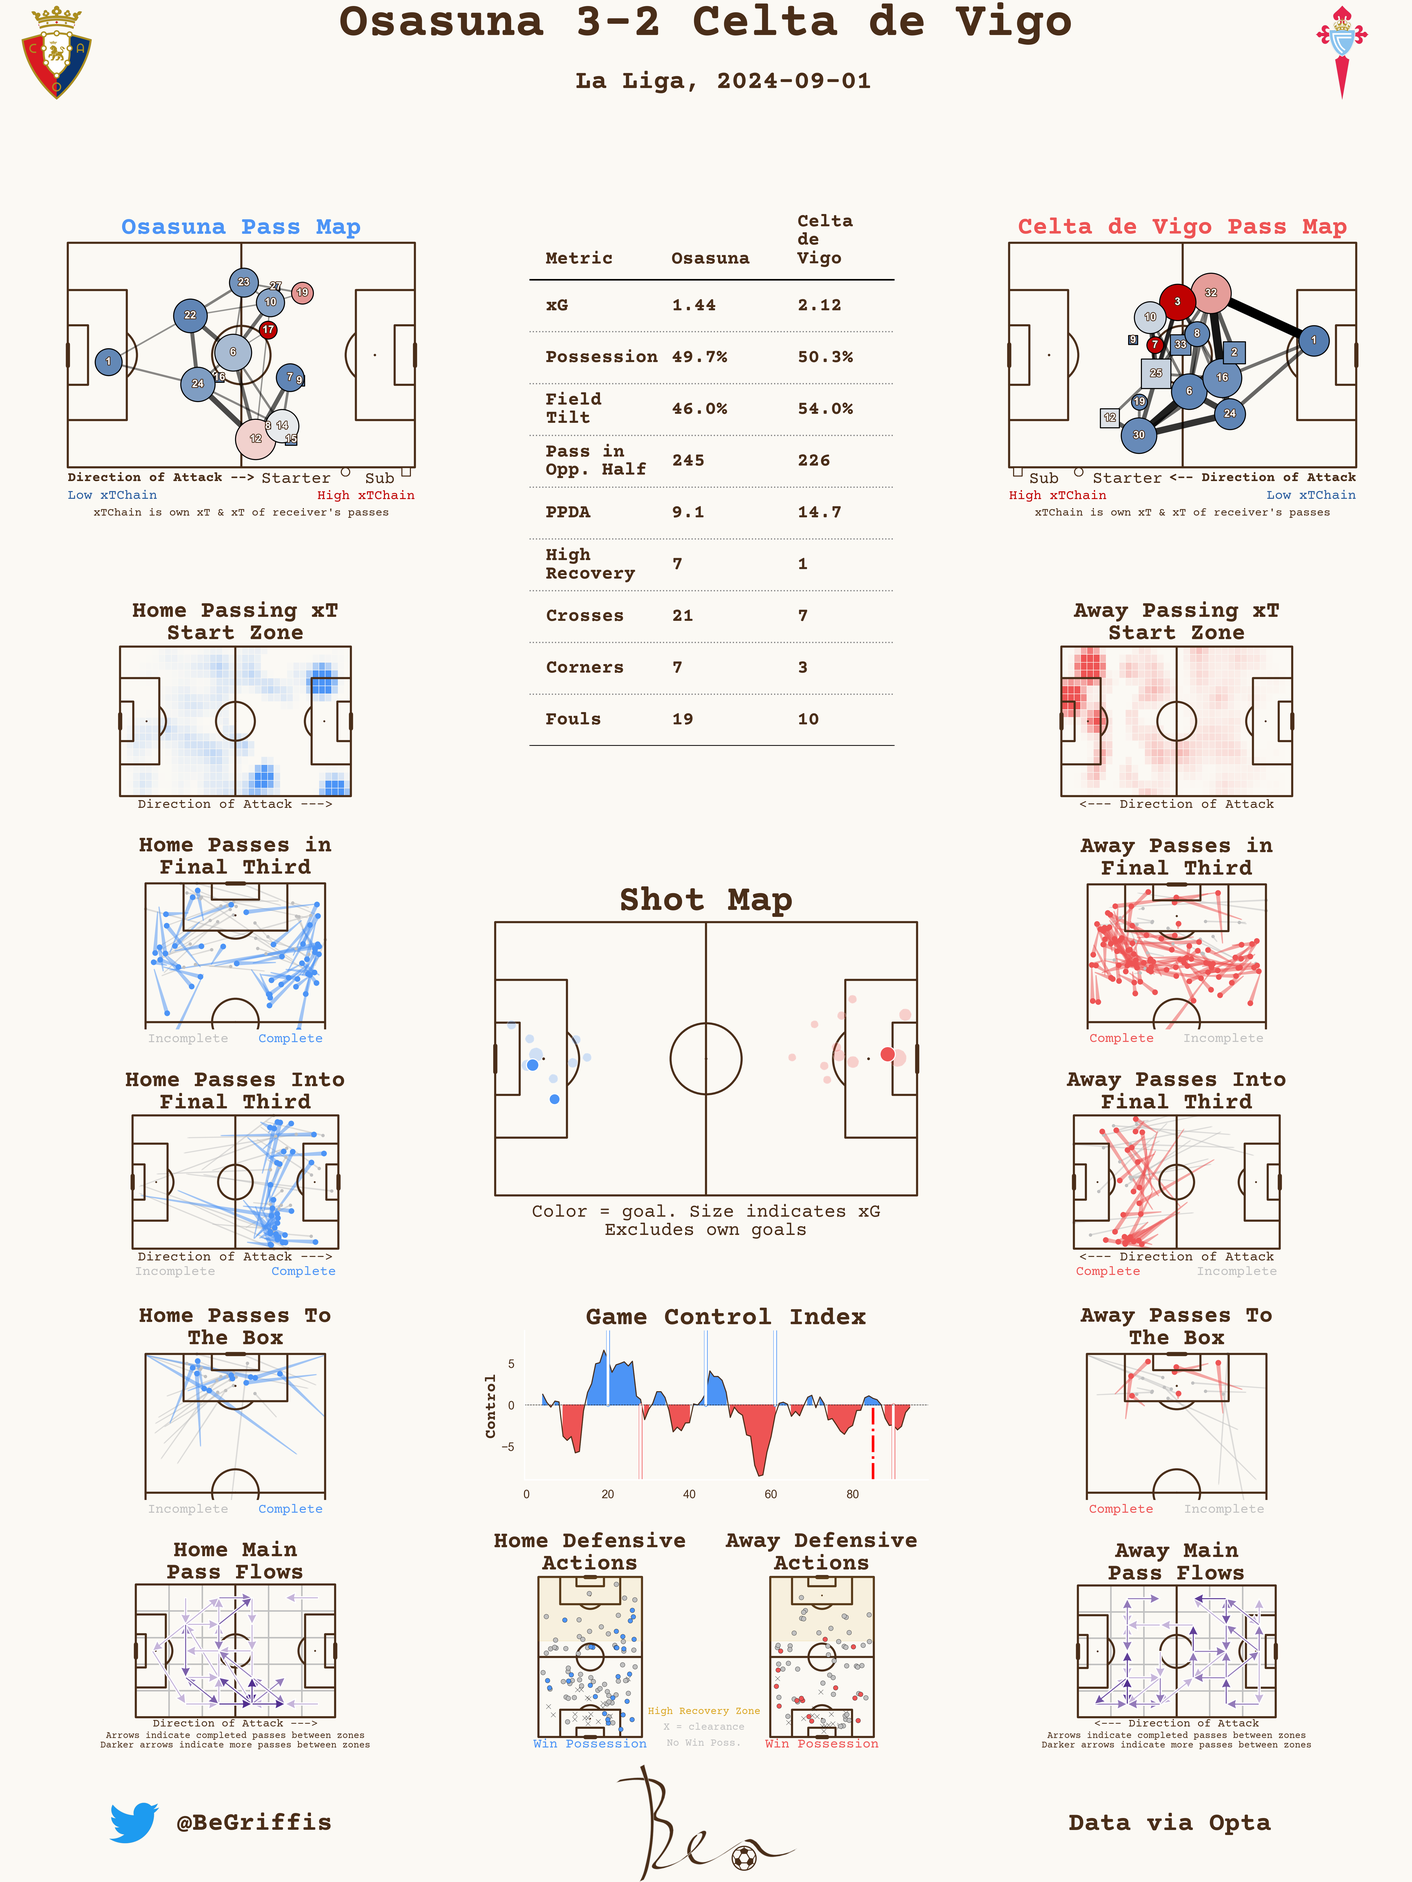 Osasuna 3-2 Celta de Vigo
La Liga, 2024-09-01
C A
O
Osasuna Pass Map
23
27
19
10
22
17
6
1
16
24
7
9
8
14
12
15
Direction of Attack --> Starter Sub
Low xTChain High xTChain
xTChain is own xT & xT of receiver's passes
Metric Osasuna Celta
de
Vigo
xG 1.44 2.12
Possession 49.7% 50.3%
Field
Tilt 46.0% 54.0%
Pass in
Opp. Half 245 226
PPDA 9.1 14.7
High
Recovery 7 1
Crosses 21 7
Corners 7 3
Fouls 19 10
Celta de Vigo Pass Map
32
3
10
8
9
7
33
2
1
25
16
6
19
12
24
30
Sub Starter <-- Direction of Attack
High xTChain Low xTChain
xTChain is own xT & xT of receiver's passes
Home Passing xT
Start Zone
Direction of Attack --->
Away Passing xT
Start Zone
<--- Direction of Attack
Home Passes in
Final Third
Incomplete Complete
Away Passes in
Final Third
Complete Incomplete
Shot Map
Color = goal. Size indicates xG
Excludes own goals
Home Passes Into
Final Third
Direction of Attack --->
Incomplete Complete
Away Passes Into
Final Third
<--- Direction of Attack
Complete Incomplete
Home Passes To
The Box
Incomplete Complete
Game Control Index
Control
5
0
−5
0 20 40 60 80
Away Passes To
The Box
Complete Incomplete
Home Main
Pass Flows
Direction of Attack --->
Arrows indicate completed passes between zones
Darker arrows indicate more passes between zones
Home Defensive
Actions
Win Possession
Away Defensive
Actions
Win Possession
High Recovery Zone
X = clearance
No Win Poss.
Away Main
Pass Flows
<--- Direction of Attack
Arrows indicate completed passes between zones
Darker arrows indicate more passes between zones
@BeGriffis
Ben
Data via Opta